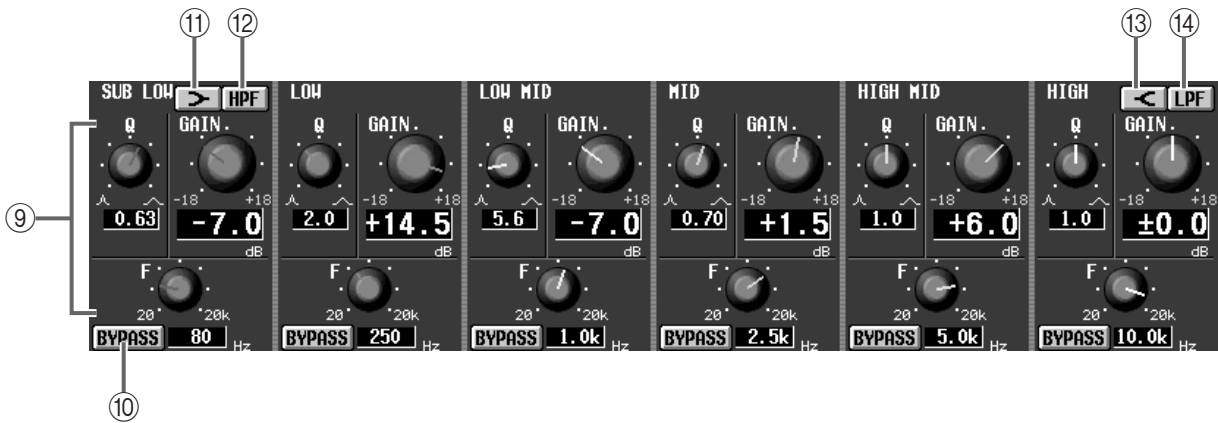 ⑪ ⑫ ⑬ ⑭
SUB LOW HPF LOW LOW MID MID HIGH MID HIGH LPF
Q GAIN. Q GAIN. Q GAIN. Q GAIN. Q GAIN. Q GAIN.
⑨
-18 +18 -18 +18 -18 +18 -18 +18 -18 +18 -18 +18
0.63 -7.0 2.0 +14.5 5.6 -7.0 0.70 +1.5 1.0 +6.0 1.0 ±0.0
dB dB dB dB dB dB
F F F F F F
20 20k 20 20k 20 20k 20 20k 20 20k 20 20k
BYPASS 80 Hz BYPASS 250 Hz BYPASS 1.0k Hz BYPASS 2.5k Hz BYPASS 5.0k Hz BYPASS 10.0k Hz
⑩